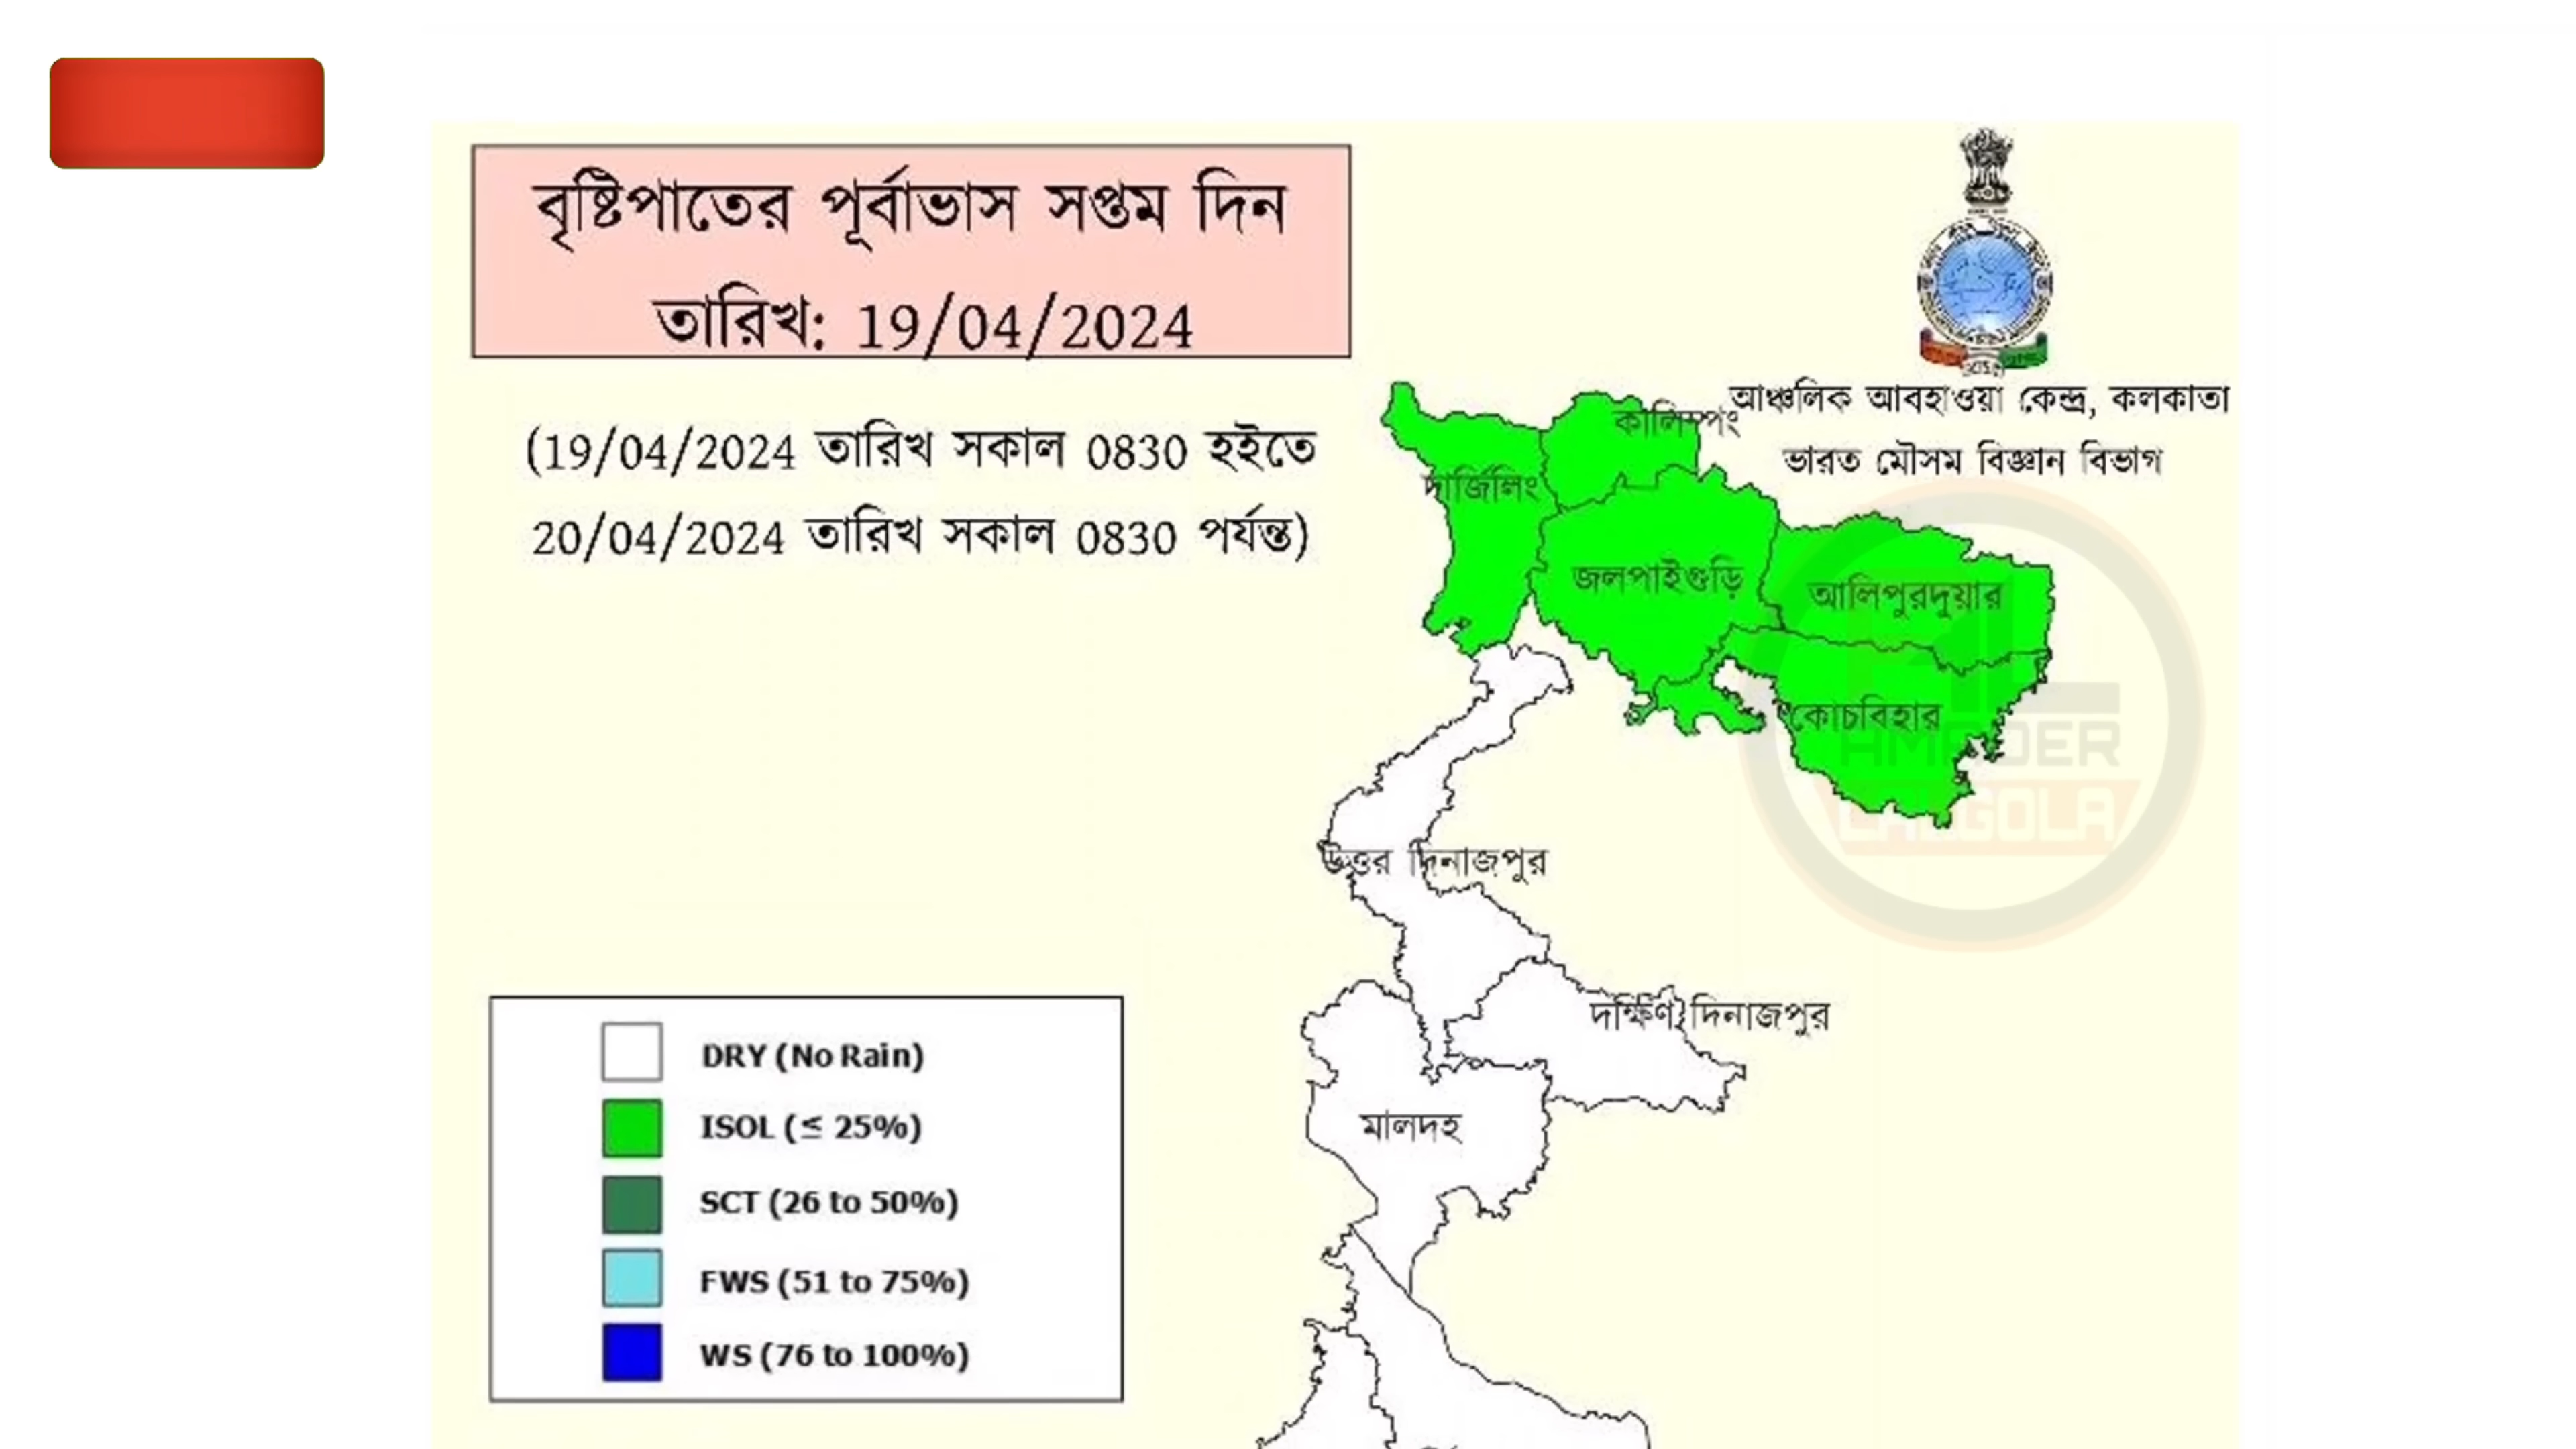 বৃষ্টিপাতের পূর্বাভাস সপ্তম দিন
তারিখ: 19/04/2024
(19/04/2024 তারিখ সকাল 0830 হইতে
20/04/2024 তারিখ সকাল 0830 পর্যন্ত)
আঞ্চলিক আবহাওয়া কেন্দ্র, কলকাতা
ভারত মৌসম বিজ্ঞান বিভাগ
কালিম্পং
দার্জিলিং
জলপাইগুড়ি
আলিপুরদুয়ার
কোচবিহার
AMADER
LALGOLA
উত্তর দিনাজপুর
দক্ষিণ দিনাজপুর
মালদহ
DRY (No Rain)
ISOL (≤ 25%)
SCT (26 to 50%)
FWS (51 to 75%)
WS (76 to 100%)